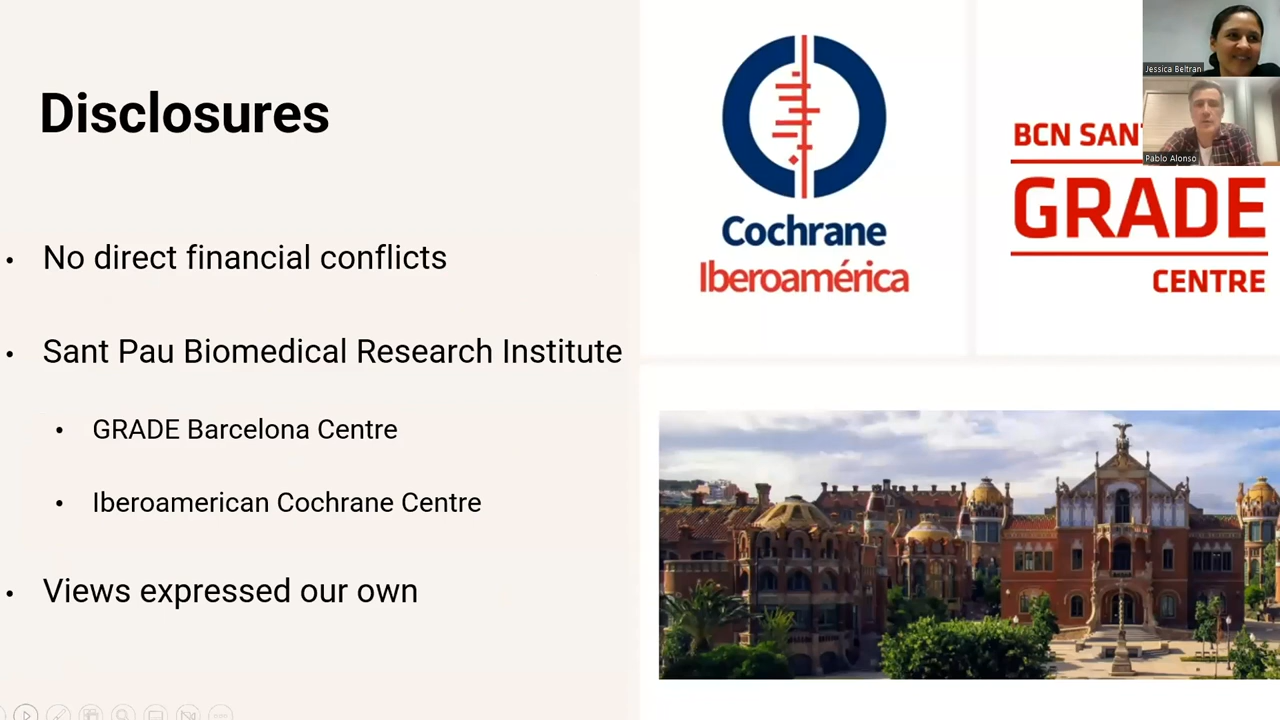 Disclosures
• No direct financial conflicts
• Sant Pau Biomedical Research Institute
• GRADE Barcelona Centre
• Iberoamerican Cochrane Centre
• Views expressed our own
Cochrane
Iberoamérica
BCN
GRADE
CENTRE
Jessica Beltran
Pablo Alonso